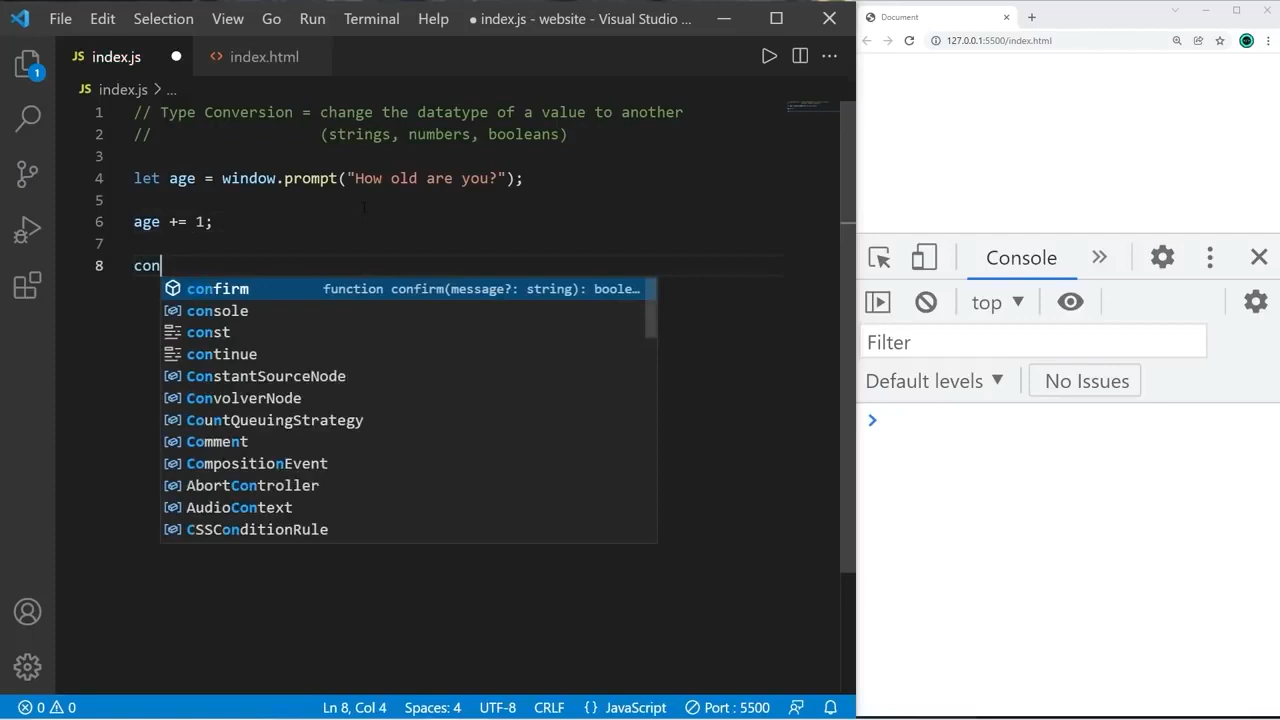 File Edit Selection View Go Run Terminal Help ● index.js - website - Visual Studio ...
JS index.js ●
<> index.html
JS index.js > ...
1 // Type Conversion = change the datatype of a value to another
2 // (strings, numbers, booleans)
3
4 let age = window.prompt("How old are you?");
5
6 age += 1;
7
8 con
confirm function confirm(message?: string): boole…
console
const
continue
ConstantSourceNode
ConvolverNode
CountQueuingStrategy
Comment
CompositionEvent
AbortController
AudioContext
CSSConditionRule
1
0 0
Ln 8, Col 4 Spaces: 4 UTF-8 CRLF {} JavaScript Port : 5500
Document
127.0.0.1:5500/index.html
Console
top
Filter
Default levels
No Issues